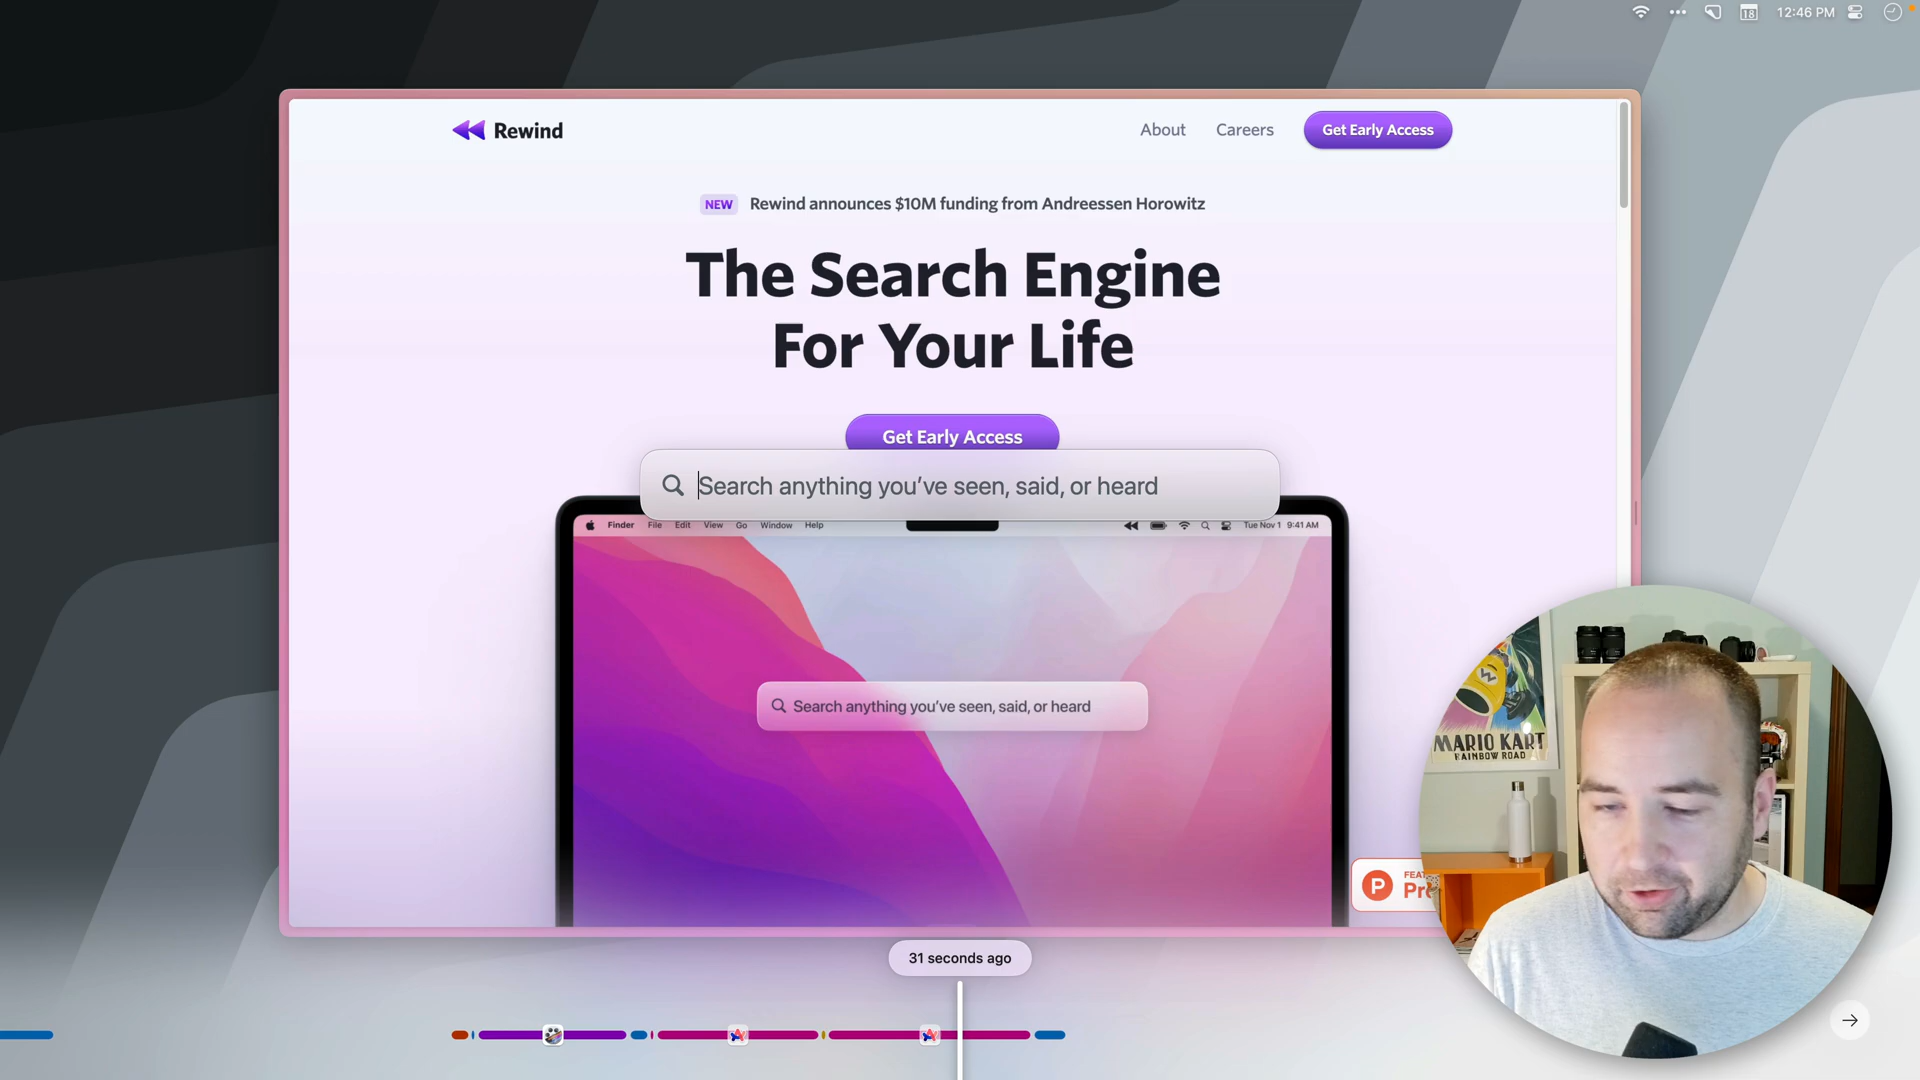 18
12:46 PM
Rewind
About
Careers
Get Early Access
NEW Rewind announces $10M funding from Andreessen Horowitz
The Search Engine
For Your Life
Get Early Access
Search anything you’ve seen, said, or heard
Finder File Edit View Go Window Help
Tue Nov 1 9:41 AM
Search anything you’ve seen, said, or heard
MARIO KART
RAINBOW ROAD
P
31 seconds ago